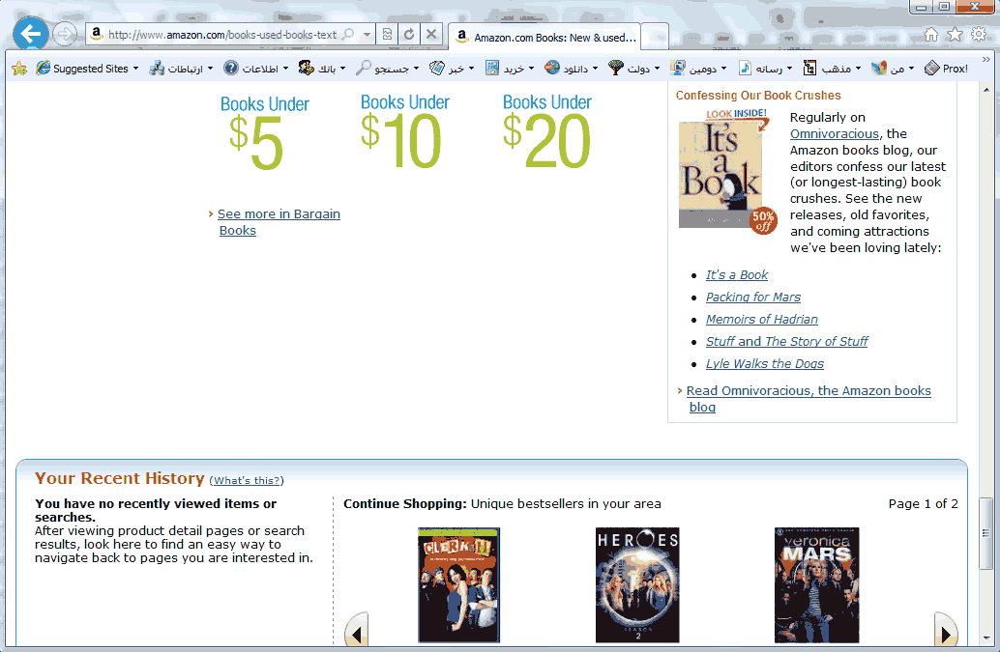 http://www.amazon.com/books-used-books-text
Amazon.com Books: New & used...
Suggested Sites
ارتباطات
اطلاعات
بانك
جستجو
خبر
خريد
دانلود
دولت
دومين
رسانه
مذهب
من
Prox!
Books Under
$5
Books Under
$10
Books Under
$20
See more in Bargain
Books
Confessing Our Book Crushes
LOOK INSIDE!
It's
a
Book
50%
off
Regularly on
Omnivoracious, the
Amazon books blog, our
editors confess our latest
(or longest-lasting) book
crushes. See the new
releases, old favorites,
and coming attractions
we've been loving lately:
It's a Book
Packing for Mars
Memoirs of Hadrian
Stuff and The Story of Stuff
Lyle Walks the Dogs
Read Omnivoracious, the Amazon books
blog
Your Recent History (What's this?)
You have no recently viewed items or
searches.
After viewing product detail pages or search
results, look here to find an easy way to
navigate back to pages you are interested in.
Continue Shopping: Unique bestsellers in your area
Page 1 of 2
CLERKS II
HEROES
SEASON
2
veronica
MARS